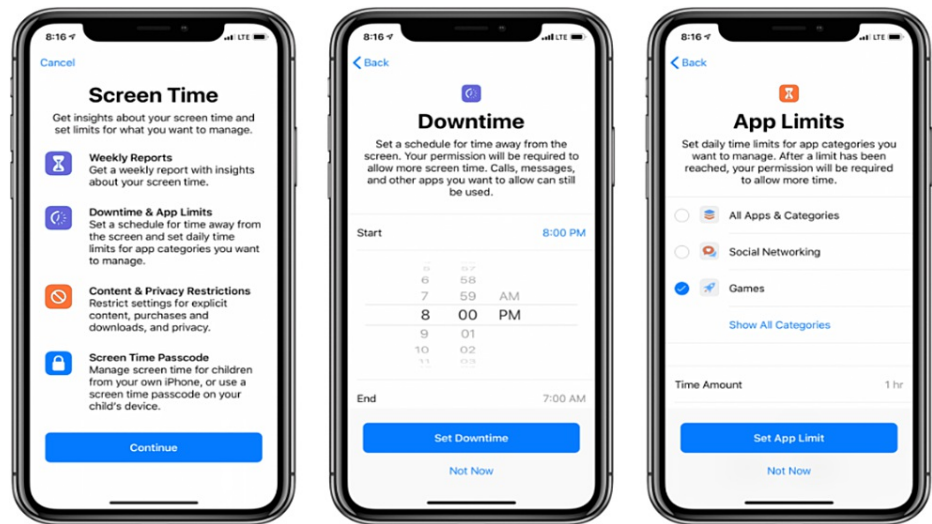 8:16
LTE
Cancel
Screen Time
Get insights about your screen time and
set limits for what you want to manage.
Weekly Reports
Get a weekly report with insights
about your screen time.
Downtime & App Limits
Set a schedule for time away from
the screen and set daily time
limits for app categories you want
to manage.
Content & Privacy Restrictions
Restrict settings for explicit
content, purchases and
downloads, and privacy.
Screen Time Passcode
Manage screen time for children
from your own iPhone, or use a
screen time passcode on your
child's device.
Continue
8:16
LTE
Back
Downtime
Set a schedule for time away from the
screen. Your permission will be required to
allow more screen time. Calls, messages,
and other apps you want to allow can still
be used.
Start 8:00 PM
5 57
6 58
7 59 AM
8 00 PM
9 01
10 02
11 03
End 7:00 AM
Set Downtime
Not Now
8:16
LTE
Back
App Limits
Set daily time limits for app categories you
want to manage. After a limit has been
reached, your permission will be required
to allow more time.
All Apps & Categories
Social Networking
Games
Show All Categories
Time Amount 1 hr
Set App Limit
Not Now